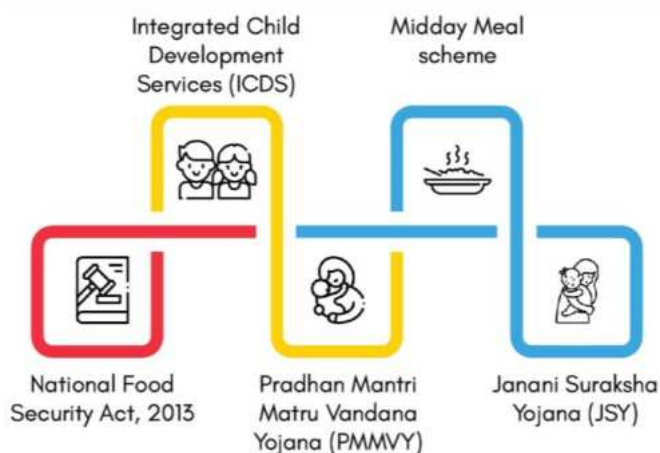 Integrated Child
Development
Services (ICDS)
Midday Meal
scheme
National Food
Security Act, 2013
Pradhan Mantri
Matru Vandana
Yojana (PMMVY)
Janani Suraksha
Yojana (JSY)